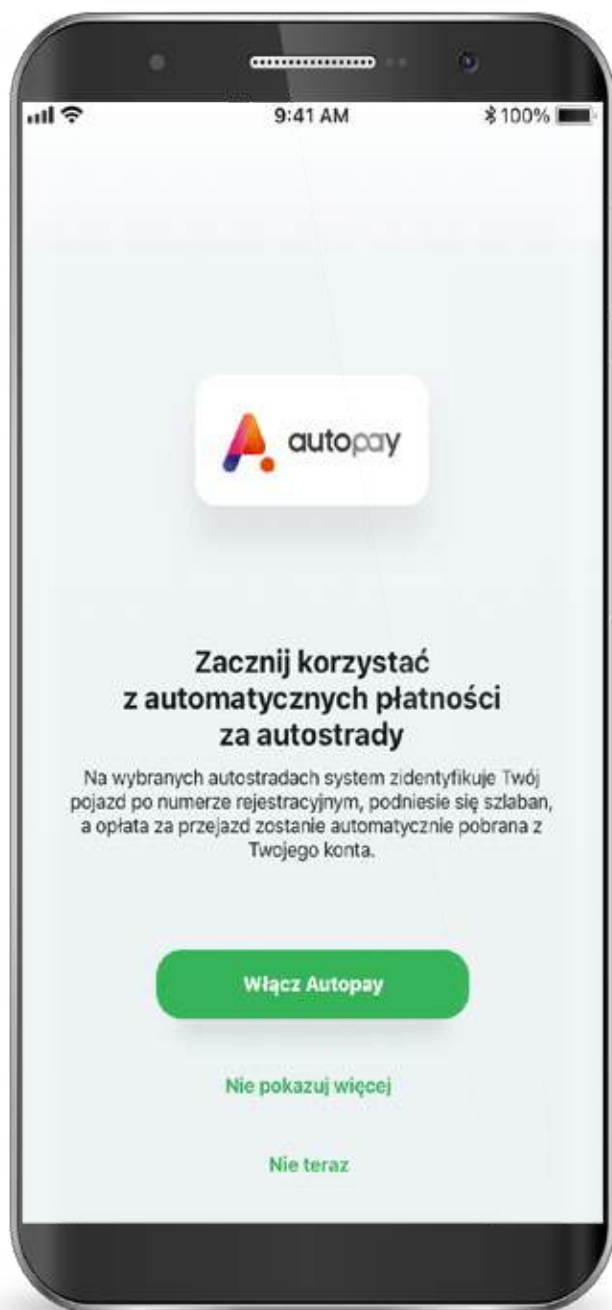 9:41 AM
100%
autopay
Zacznij korzystać
z automatycznych płatności
za autostrady
Na wybranych autostradach system zidentyfikuje Twój
pojazd po numerze rejestracyjnym, podniesie się szlaban,
a opłata za przejazd zostanie automatycznie pobrana z
Twojego konta.
Włącz Autopay
Nie pokazuj więcej
Nie teraz